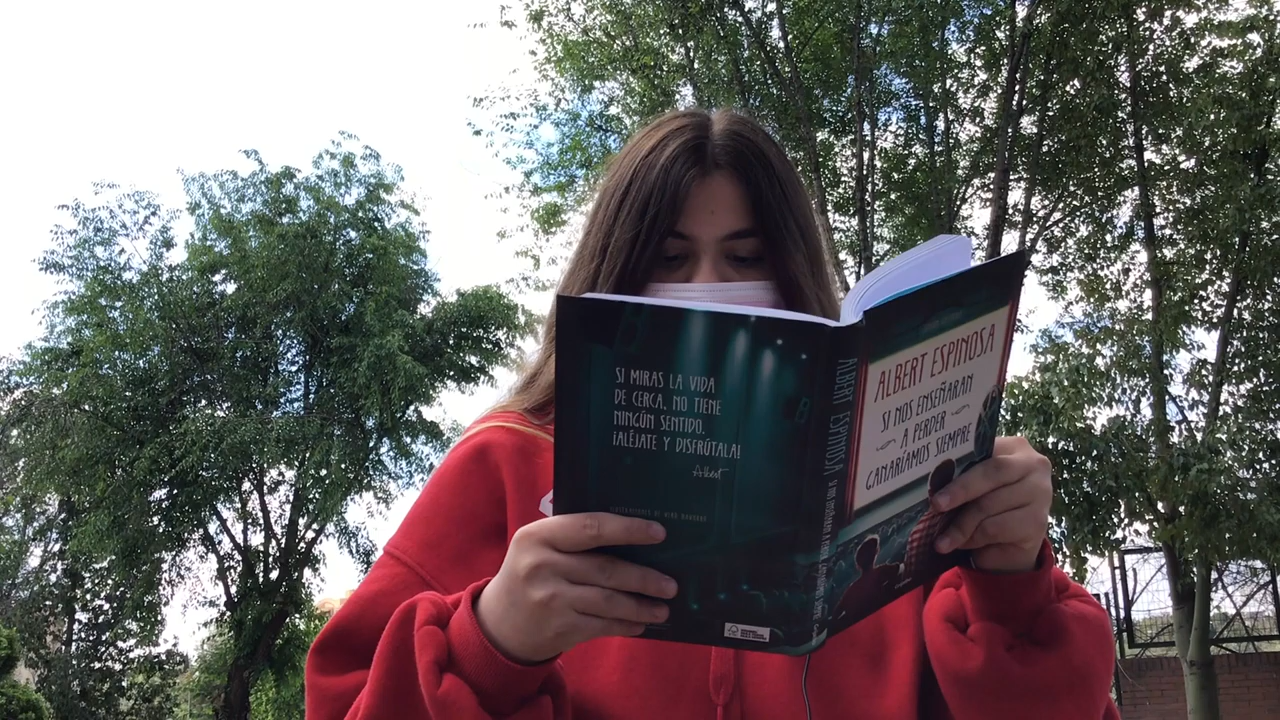 SI MIRAS LA VIDA
DE CERCA, NO TIENE
NINGÚN SENTIDO.
¡ALÉJATE Y DISFRÚTALA!
Albert
ALBERT ESPINOSA
ALBERT ESPINOSA
SI NOS ENSEÑARAN
A PERDER
GANARÍAMOS SIEMPRE